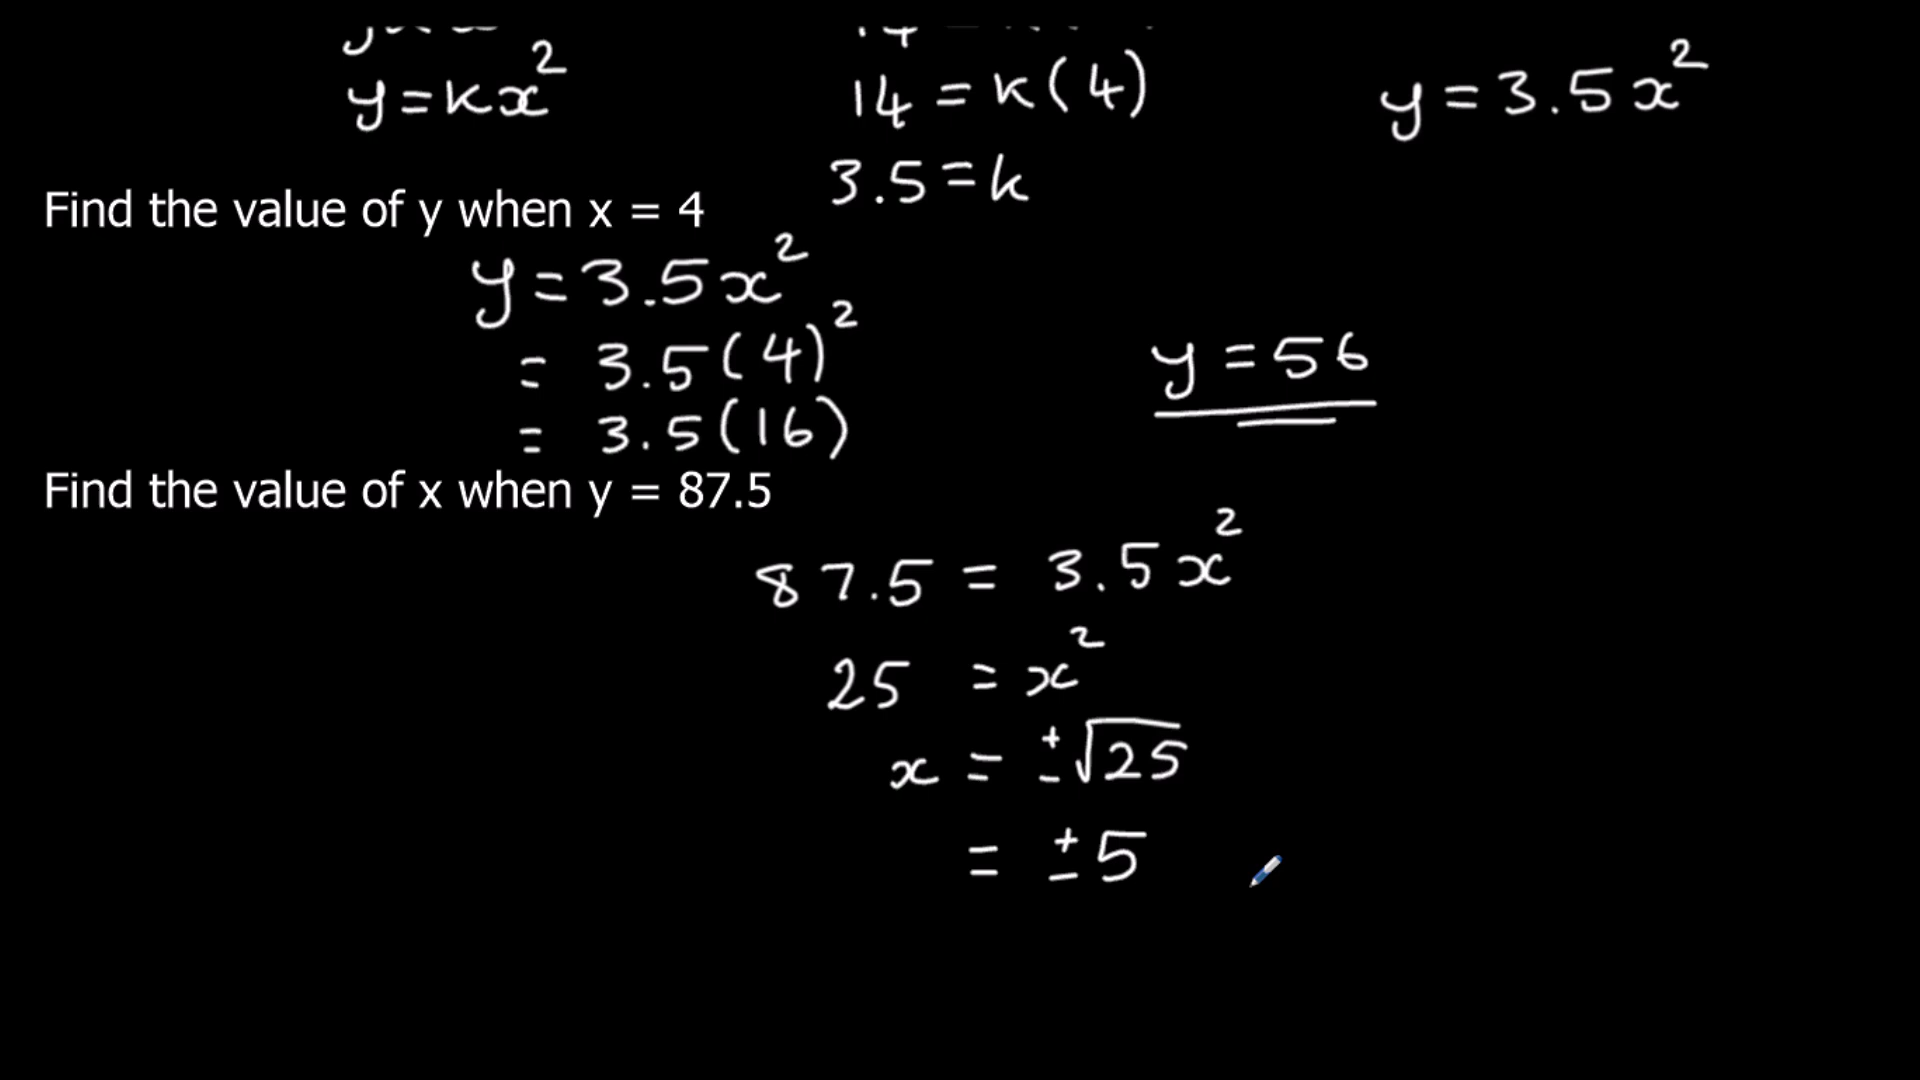 y = kx²
14 = k(4)
y = 3.5x²
3.5 = k
Find the value of y when x = 4
y = 3.5x²
= 3.5(4)²
y = 56
= 3.5(16)
Find the value of x when y = 87.5
87.5 = 3.5x²
25 = x²
x = ±√25
= ±5